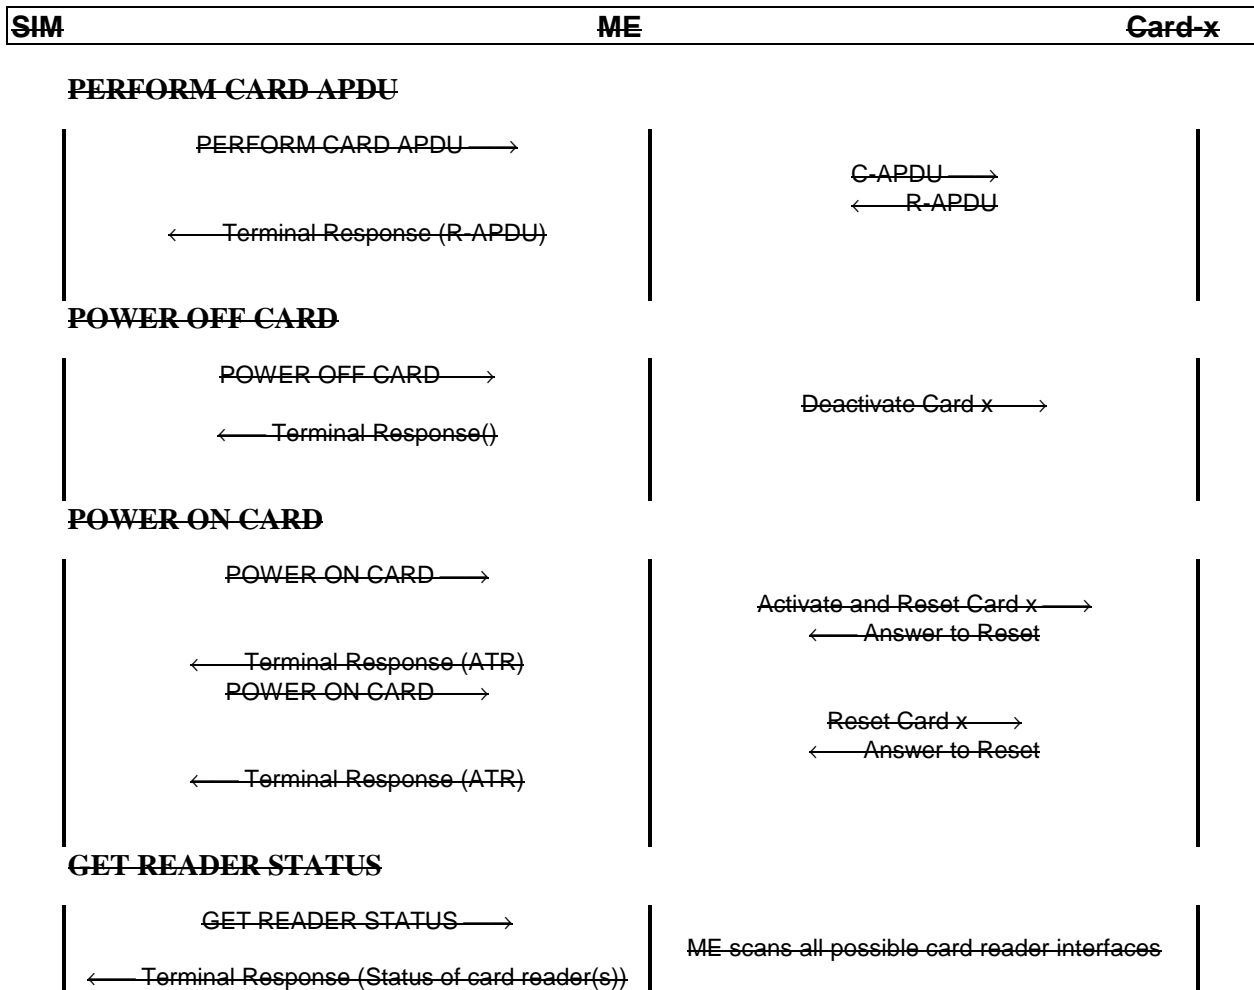 SIM ME Card-x
PERFORM CARD APDU
PERFORM CARD APDU →
C-APDU →
← R-APDU
← Terminal Response (R-APDU)
POWER OFF CARD
POWER OFF CARD →
Deactivate Card x →
← Terminal Response()
POWER ON CARD
POWER ON CARD →
Activate and Reset Card x →
← Answer to Reset
← Terminal Response (ATR)
POWER ON CARD →
Reset Card x →
← Answer to Reset
← Terminal Response (ATR)
GET READER STATUS
GET READER STATUS →
ME scans all possible card reader interfaces
← Terminal Response (Status of card reader(s))